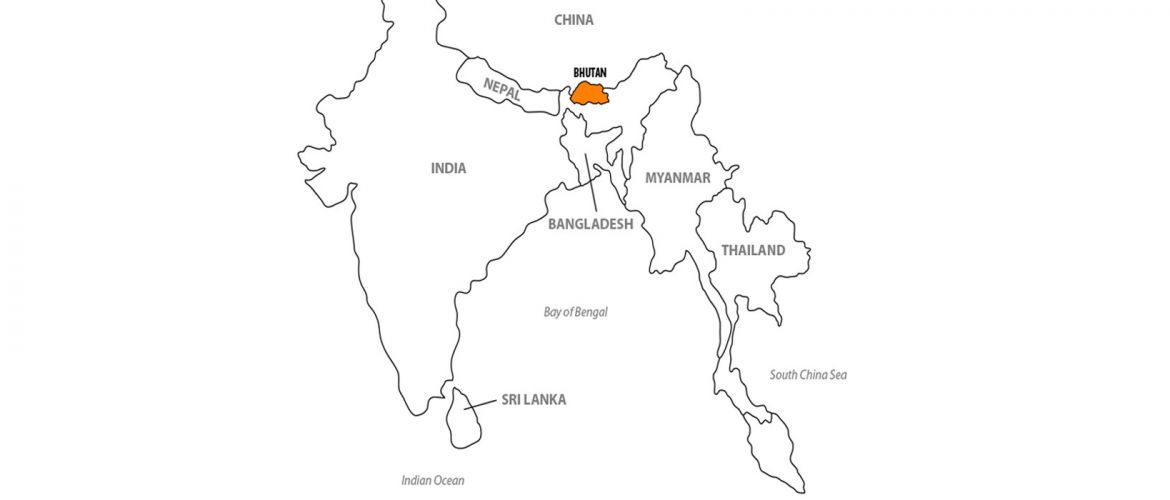 CHINA
BHUTAN
NEPAL
INDIA
MYANMAR
BANGLADESH
THAILAND
Bay of Bengal
South China Sea
SRI LANKA
Indian Ocean